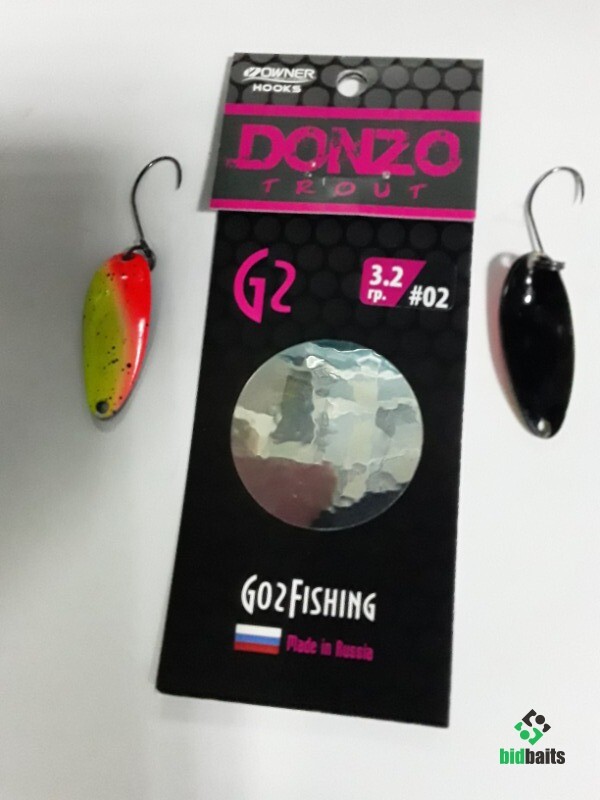 OWNER
HOOKS
DONZO
TROUT
G2
3.2
гр.
#02
GO2FISHING
Made in Russia
bidbaits